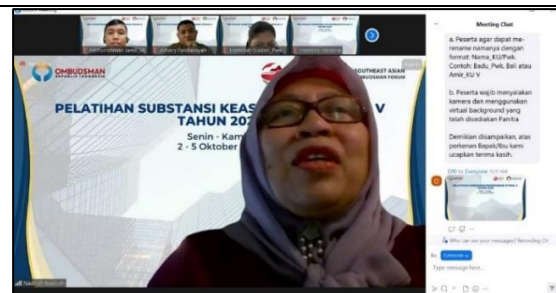 OMBUDSMAN
REPUBLIK INDONESIA
SOUTHEAST ASIAN
OMBUDSMAN FORUM
PELATIHAN SUBSTANSI KEAS
V
TAHUN 202
Senin - Kam
2 - 5 Oktober
Meeting Chat
a. Peserta agar dapat me-
rename namanya dengan
format: Nama_KU/Pwk.
Contoh: Badu_Pwk. Bali atau
Amir_KU V
b. Peserta wajib menyalakan
kamera dan menggunakan
virtual background yang
telah disediakan Panitia
Demikian disampaikan, atas
perkenan Bapak/Ibu kami
ucapkan terima kasih.
to Everyone
Who can see your messages? Recording On
To: Everyone
Type message here...